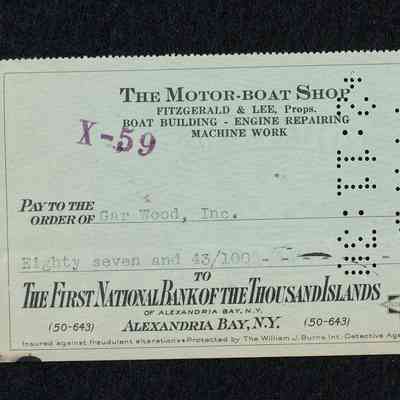 THE MOTOR-BOAT SHOP
FITZGERALD & LEE, Props.
BOAT BUILDING - ENGINE REPAIRING
MACHINE WORK
X-59
PAY TO THE
ORDER OF Gar Wood, Inc.
Eighty seven and 43/100 - - - - -
TO
THE FIRST NATIONAL BANK OF THE THOUSAND ISLANDS
OF ALEXANDRIA BAY, N.Y.
(50-643) ALEXANDRIA BAY, N.Y. (50-643)
Insured against fraudulent alterations Protected by The William J. Burns Int. Detective Age